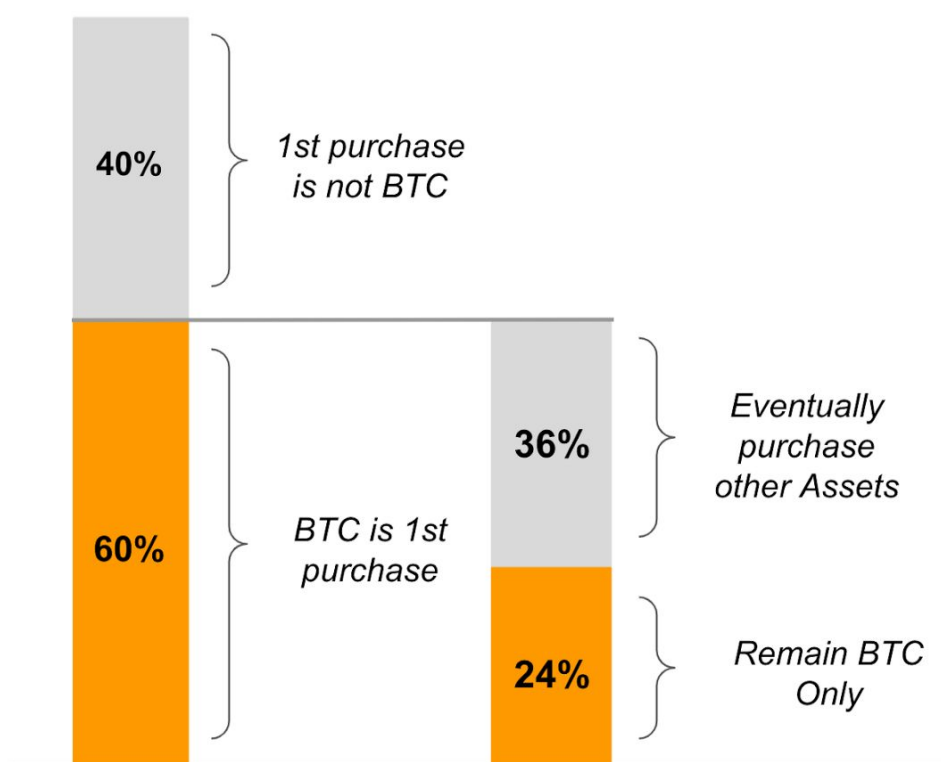 40%
1st purchase
is not BTC
60%
BTC is 1st
purchase
36%
Eventually
purchase
other Assets
24%
Remain BTC
Only